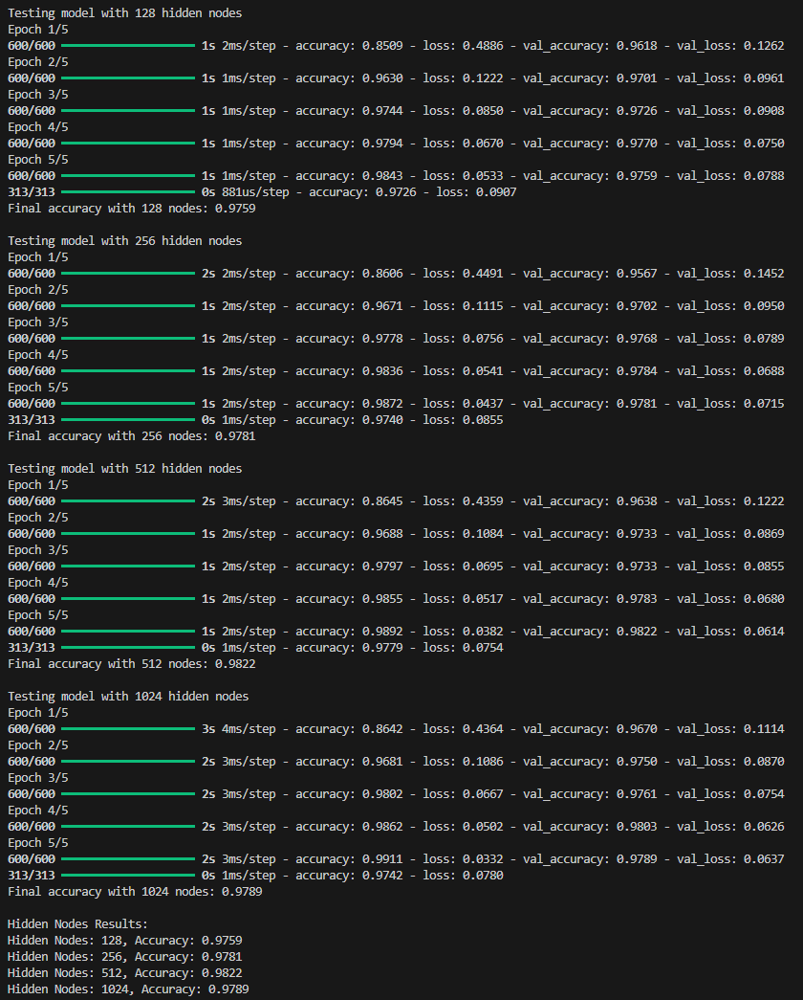 Testing model with 128 hidden nodes
Epoch 1/5
600/600 1s 2ms/step - accuracy: 0.8509 - loss: 0.4886 - val_accuracy: 0.9618 - val_loss: 0.1262
Epoch 2/5
600/600 1s 1ms/step - accuracy: 0.9630 - loss: 0.1222 - val_accuracy: 0.9701 - val_loss: 0.0961
Epoch 3/5
600/600 1s 1ms/step - accuracy: 0.9744 - loss: 0.0850 - val_accuracy: 0.9726 - val_loss: 0.0908
Epoch 4/5
600/600 1s 1ms/step - accuracy: 0.9794 - loss: 0.0670 - val_accuracy: 0.9770 - val_loss: 0.0750
Epoch 5/5
600/600 1s 1ms/step - accuracy: 0.9843 - loss: 0.0533 - val_accuracy: 0.9759 - val_loss: 0.0788
313/313 0s 881us/step - accuracy: 0.9726 - loss: 0.0907
Final accuracy with 128 nodes: 0.9759
Testing model with 256 hidden nodes
Epoch 1/5
600/600 2s 2ms/step - accuracy: 0.8606 - loss: 0.4491 - val_accuracy: 0.9567 - val_loss: 0.1452
Epoch 2/5
600/600 1s 2ms/step - accuracy: 0.9671 - loss: 0.1115 - val_accuracy: 0.9702 - val_loss: 0.0950
Epoch 3/5
600/600 1s 2ms/step - accuracy: 0.9778 - loss: 0.0756 - val_accuracy: 0.9768 - val_loss: 0.0789
Epoch 4/5
600/600 1s 2ms/step - accuracy: 0.9836 - loss: 0.0541 - val_accuracy: 0.9784 - val_loss: 0.0688
Epoch 5/5
600/600 1s 2ms/step - accuracy: 0.9872 - loss: 0.0437 - val_accuracy: 0.9781 - val_loss: 0.0715
313/313 0s 1ms/step - accuracy: 0.9740 - loss: 0.0855
Final accuracy with 256 nodes: 0.9781
Testing model with 512 hidden nodes
Epoch 1/5
600/600 2s 3ms/step - accuracy: 0.8645 - loss: 0.4359 - val_accuracy: 0.9638 - val_loss: 0.1222
Epoch 2/5
600/600 1s 2ms/step - accuracy: 0.9688 - loss: 0.1084 - val_accuracy: 0.9733 - val_loss: 0.0869
Epoch 3/5
600/600 1s 2ms/step - accuracy: 0.9797 - loss: 0.0695 - val_accuracy: 0.9733 - val_loss: 0.0855
Epoch 4/5
600/600 1s 2ms/step - accuracy: 0.9855 - loss: 0.0517 - val_accuracy: 0.9783 - val_loss: 0.0680
Epoch 5/5
600/600 1s 2ms/step - accuracy: 0.9892 - loss: 0.0382 - val_accuracy: 0.9822 - val_loss: 0.0614
313/313 0s 1ms/step - accuracy: 0.9779 - loss: 0.0754
Final accuracy with 512 nodes: 0.9822
Testing model with 1024 hidden nodes
Epoch 1/5
600/600 3s 4ms/step - accuracy: 0.8642 - loss: 0.4364 - val_accuracy: 0.9670 - val_loss: 0.1114
Epoch 2/5
600/600 2s 3ms/step - accuracy: 0.9681 - loss: 0.1086 - val_accuracy: 0.9750 - val_loss: 0.0870
Epoch 3/5
600/600 2s 3ms/step - accuracy: 0.9802 - loss: 0.0667 - val_accuracy: 0.9761 - val_loss: 0.0754
Epoch 4/5
600/600 2s 3ms/step - accuracy: 0.9862 - loss: 0.0502 - val_accuracy: 0.9803 - val_loss: 0.0626
Epoch 5/5
600/600 2s 3ms/step - accuracy: 0.9911 - loss: 0.0332 - val_accuracy: 0.9789 - val_loss: 0.0637
313/313 0s 1ms/step - accuracy: 0.9742 - loss: 0.0780
Final accuracy with 1024 nodes: 0.9789
Hidden Nodes Results:
Hidden Nodes: 128, Accuracy: 0.9759
Hidden Nodes: 256, Accuracy: 0.9781
Hidden Nodes: 512, Accuracy: 0.9822
Hidden Nodes: 1024, Accuracy: 0.9789